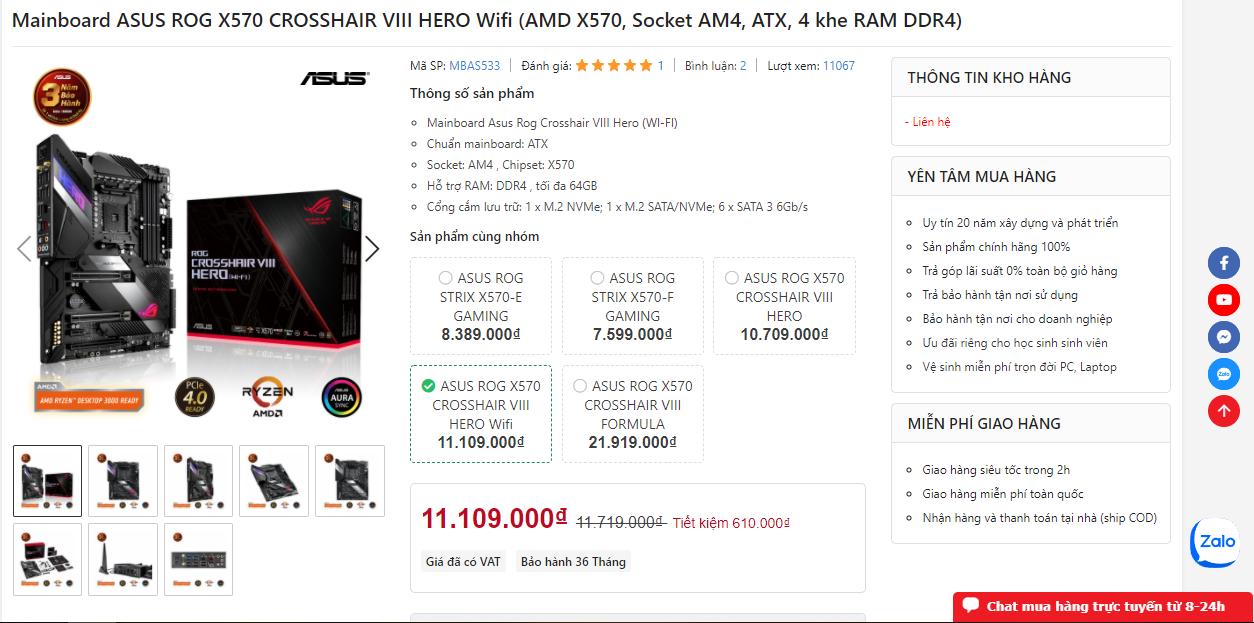 Mainboard ASUS ROG X570 CROSSHAIR VIII HERO Wifi (AMD X570, Socket AM4, ATX, 4 khe RAM DDR4)
ASUS
3 Năm
Bảo
Hành
ROG
CROSSHAIR VIII
HERO (WI-FI)
AMD
AMD RYZEN™ DESKTOP 3000 READY
PCIe
4.0
READY
RYZEN
AMD
AURA
SYNC
Mã SP: MBAS533 | Đánh giá: 1 | Bình luận: 2 | Lượt xem: 11067
Thông số sản phẩm
Mainboard Asus Rog Crosshair VIII Hero (WI-FI)
Chuẩn mainboard: ATX
Socket: AM4 , Chipset: X570
Hỗ trợ RAM: DDR4 , tối đa 64GB
Cổng cắm lưu trữ: 1 x M.2 NVMe; 1 x M.2 SATA/NVMe; 6 x SATA 3 6Gb/s
Sản phẩm cùng nhóm
ASUS ROG
STRIX X570-E
GAMING
8.389.000đ
ASUS ROG
STRIX X570-F
GAMING
7.599.000đ
ASUS ROG X570
CROSSHAIR VIII
HERO
10.709.000đ
ASUS ROG X570
CROSSHAIR VIII
HERO Wifi
11.109.000đ
ASUS ROG X570
CROSSHAIR VIII
FORMULA
21.919.000đ
11.109.000đ 11.719.000đ Tiết kiệm 610.000đ
Giá đã có VAT
Bảo hành 36 Tháng
THÔNG TIN KHO HÀNG
- Liên hệ
YÊN TÂM MUA HÀNG
Uy tín 20 năm xây dựng và phát triển
Sản phẩm chính hãng 100%
Trả góp lãi suất 0% toàn bộ giỏ hàng
Trả bảo hành tận nơi sử dụng
Bảo hành tận nơi cho doanh nghiệp
Ưu đãi riêng cho học sinh sinh viên
Vệ sinh miễn phí trọn đời PC, Laptop
MIỄN PHÍ GIAO HÀNG
Giao hàng siêu tốc trong 2h
Giao hàng miễn phí toàn quốc
Nhận hàng và thanh toán tại nhà (ship COD)
Zalo
Zalo
Chat mua hàng trực tuyến từ 8-24h